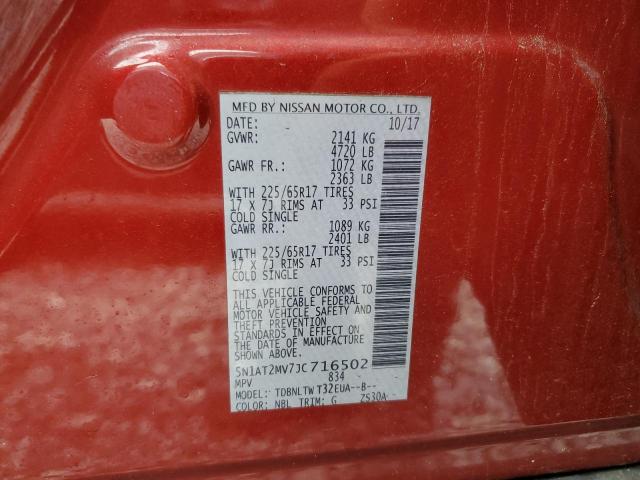 MFD BY NISSAN MOTOR CO., LTD.
DATE: 10/17
GVWR: 2141 KG
4720 LB
GAWR FR.: 1072 KG
2363 LB
WITH 225/65R17 TIRES
17 X 7J RIMS AT 33 PSI
COLD SINGLE
GAWR RR.: 1089 KG
2401 LB
WITH 225/65R17 TIRES
17 X 7J RIMS AT 33 PSI
COLD SINGLE
THIS VEHICLE CONFORMS TO
ALL APPLICABLE FEDERAL
MOTOR VEHICLE SAFETY AND
THEFT PREVENTION
STANDARDS IN EFFECT ON
THE DATE OF MANUFACTURE
SHOWN ABOVE.
5N1AT2MV7JC716502
MPV 834
MODEL: TDBNLTW T32EUA--B--
COLOR: NBL TRIM: G ZS30A